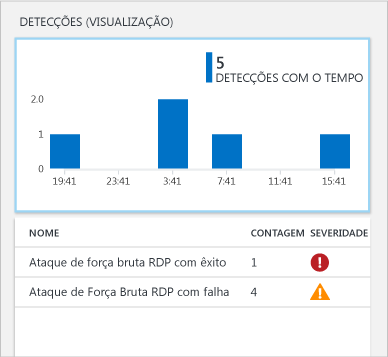 DETECÇÕES (VISUALIZAÇÃO)
5
DETECÇÕES COM O TEMPO
2.0
1
0
19:41 23:41 3:41 7:41 11:41 15:41
NOME CONTAGEM SEVERIDADE
Ataque de força bruta RDP com êxito 1
Ataque de Força Bruta RDP com falha 4